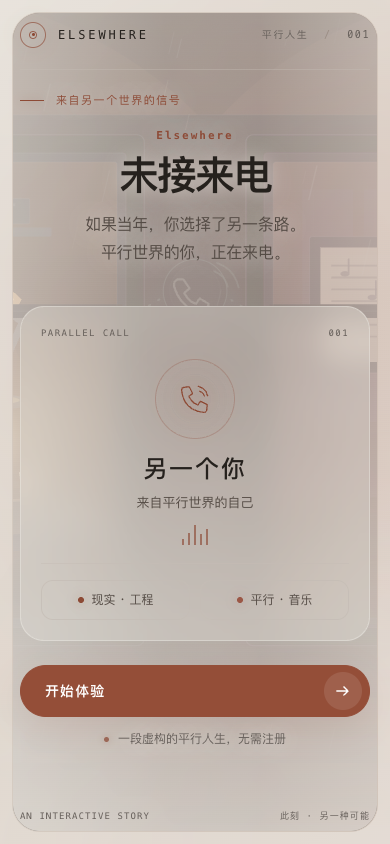 ELSEWHERE
平行人生 / 001
来自另一个世界的信号
Elsewhere
未接来电
如果当年，你选择了另一条路。
平行世界的你，正在来电。
PARALLEL CALL 001
另一个你
来自平行世界的自己
现实 · 工程
平行 · 音乐
开始体验
一段虚构的平行人生，无需注册
AN INTERACTIVE STORY
此刻 · 另一种可能